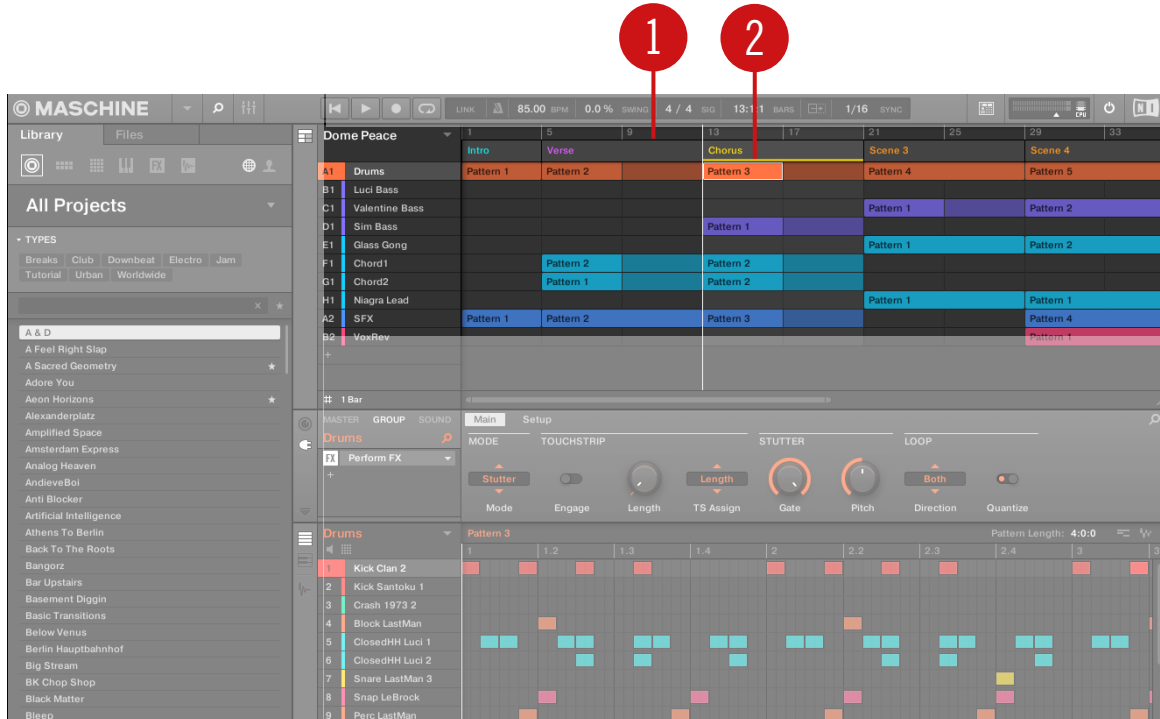 1 2
MASCHINE LINK 85.00 BPM 0.0 % SWING 4 / 4 SIG 13:1:1 BARS 1/16 SYNC CPU NI
Library Files
All Projects
TYPES
Breaks Club Downbeat Electro Jam
Tutorial Urban Worldwide
A & D
A Feel Right Slap
A Sacred Geometry
Adore You
Aeon Horizons
Alexanderplatz
Amplified Space
Amsterdam Express
Analog Heaven
AndieveBoi
Anti Blocker
Artificial Intelligence
Athens To Berlin
Back To The Roots
Bangorz
Bar Upstairs
Basement Diggin
Basic Transitions
Below Venus
Berlin Hauptbahnhof
Big Stream
BK Chop Shop
Black Matter
Bleep
Dome Peace 1 5 9 13 17 21 25 29 33
Intro Verse Chorus Scene 3 Scene 4
A1 Drums Pattern 1 Pattern 2 Pattern 3 Pattern 4 Pattern 5
B1 Luci Bass
C1 Valentine Bass Pattern 1 Pattern 2
D1 Sim Bass Pattern 1
E1 Glass Gong Pattern 1 Pattern 2
F1 Chord1 Pattern 2 Pattern 2
G1 Chord2 Pattern 1 Pattern 2
H1 Niagra Lead Pattern 1 Pattern 1
A2 SFX Pattern 1 Pattern 2 Pattern 3 Pattern 4
B2 VoxRev Pattern 1
+
1 Bar
MASTER GROUP SOUND Main Setup
Drums MODE TOUCHSTRIP STUTTER LOOP
FX Perform FX
+
Stutter Length Both
Mode Engage Length TS Assign Gate Pitch Direction Quantize
Drums Pattern 3 Pattern Length: 4:0:0
1 1.2 1.3 1.4 2 2.2 2.3 2.4 3 3
1 Kick Clan 2
2 Kick Santoku 1
3 Crash 1973 2
4 Block LastMan
5 ClosedHH Luci 1
6 ClosedHH Luci 2
7 Snare LastMan 3
8 Snap LeBrock
9 Perc LastMan